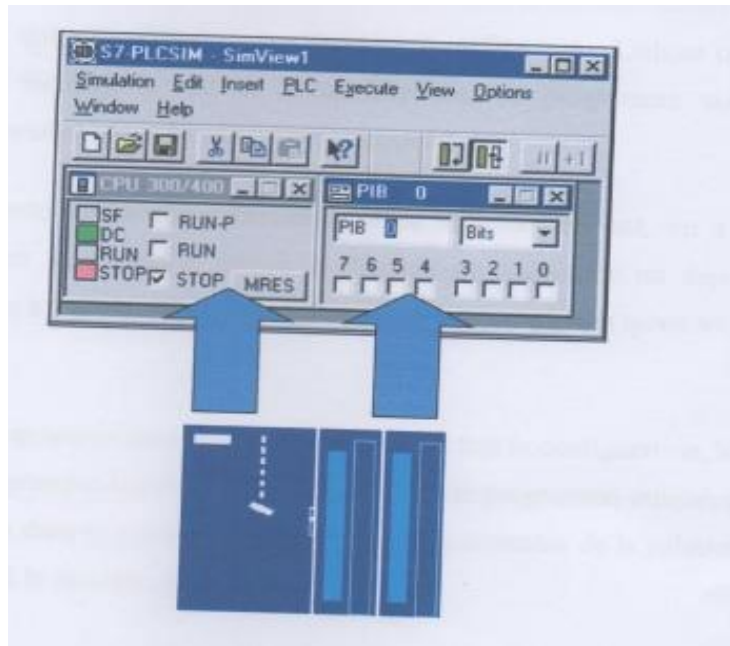 S7-PLCSIM - SimView1
Simulation Edit Insert PLC Execute View Options
Window Help
CPU 300/400
SF
DC
RUN
STOP
RUN-P
RUN
STOP
MRES
PIB 0
PIB 0
Bits
7 6 5 4 3 2 1 0